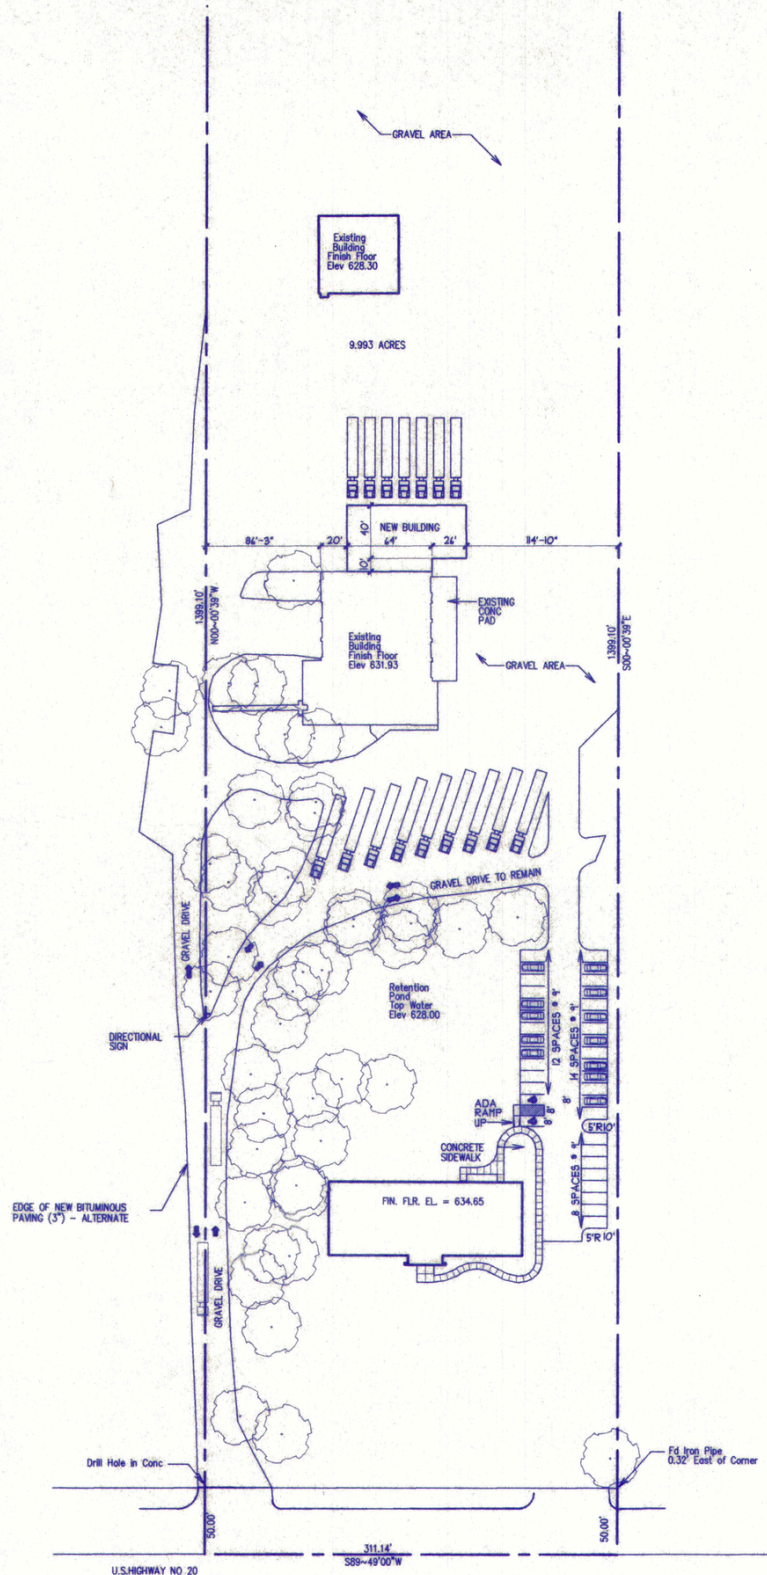 GRAVEL AREA
Existing
Building
Finish Floor
Elev 628.30
9.993 ACRES
NEW BUILDING
40'
10'
86'-3"
20'
64'
26'
114'-10"
1399.10'
N00~00'39"W
EXISTING
CONC
PAD
1399.10'
S00~00'39"E
Existing
Building
Finish Floor
Elev 631.93
GRAVEL AREA
GRAVEL DRIVE TO REMAIN
GRAVEL DRIVE
Retention
Pond
Top Water
Elev 628.00
DIRECTIONAL
SIGN
12 SPACES @ 9'
14 SPACES @ 9'
ADA
RAMP
UP
8'
8'
8'
5'R
10'
CONCRETE
SIDEWALK
8 SPACES @ 9'
EDGE OF NEW BITUMINOUS
PAVING (3") - ALTERNATE
FIN. FLR. EL. = 634.65
5'R
10'
GRAVEL DRIVE
Drill Hole in Conc
Fd Iron Pipe
0.32' East of Corner
50.00'
50.00'
311.14'
S89~49'00"W
U.S.HIGHWAY NO.20